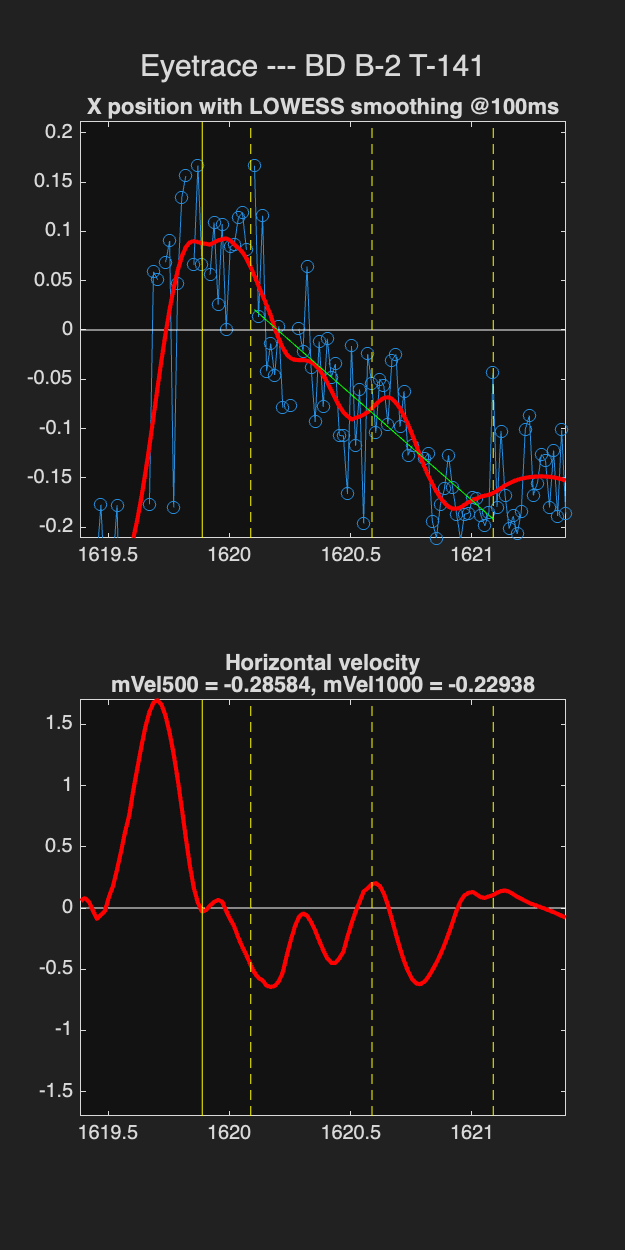 Eyetrace --- BD B-2 T-141
X position with LOWESS smoothing @100ms
0.2
0.15
0.1
0.05
0
-0.05
-0.1
-0.15
-0.2
1619.5 1620 1620.5 1621
Horizontal velocity
mVel500 = -0.28584, mVel1000 = -0.22938
1.5
1
0.5
0
-0.5
-1
-1.5
1619.5 1620 1620.5 1621